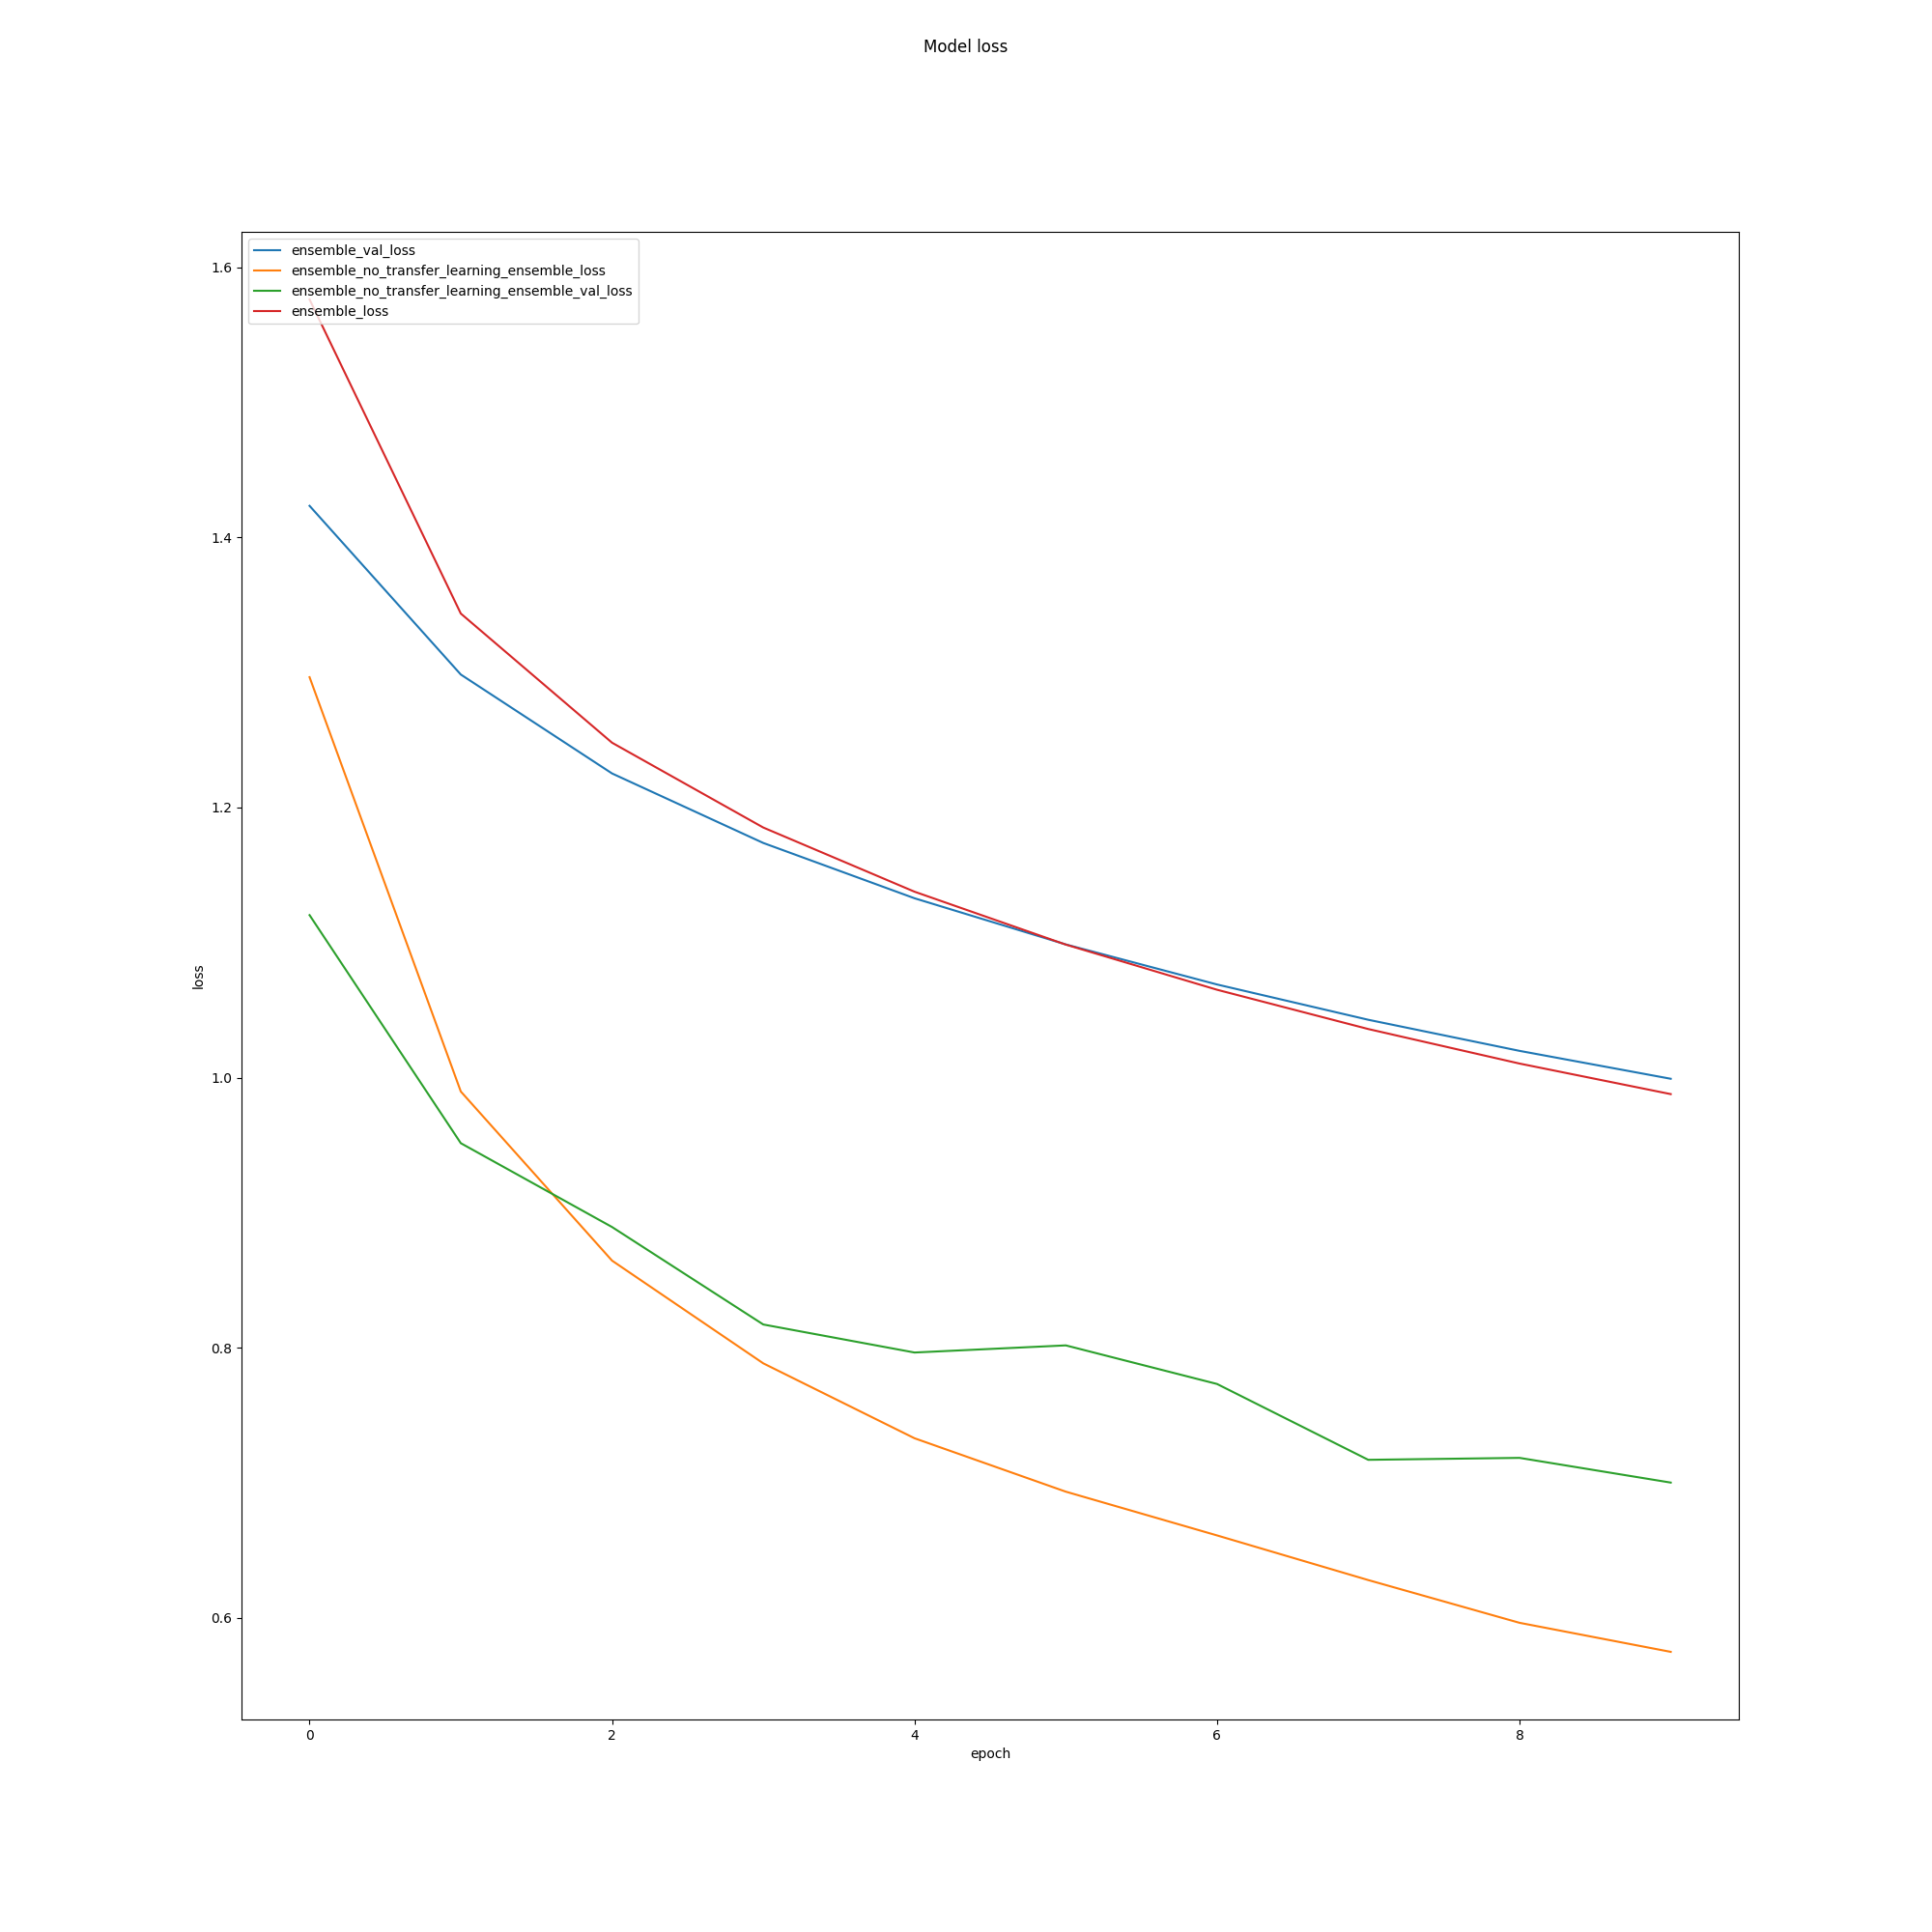 Model loss
ensemble_val_loss
ensemble_no_transfer_learning_ensemble_loss
ensemble_no_transfer_learning_ensemble_val_loss
ensemble_loss
1.6
1.4
1.2
1.0
0.8
0.6
loss
0 2 4 6 8
epoch